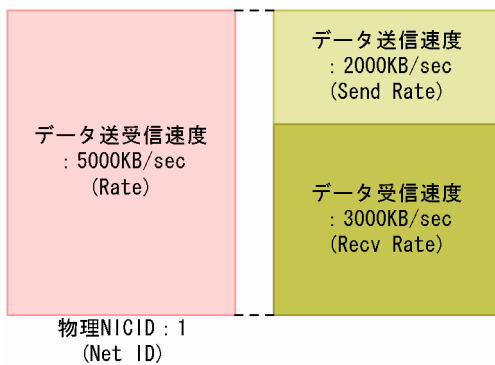 データ送受信速度
：5000KB/sec
(Rate)
データ送信速度
：2000KB/sec
(Send Rate)
データ受信速度
：3000KB/sec
(Recv Rate)
物理NICID：1
(Net ID)